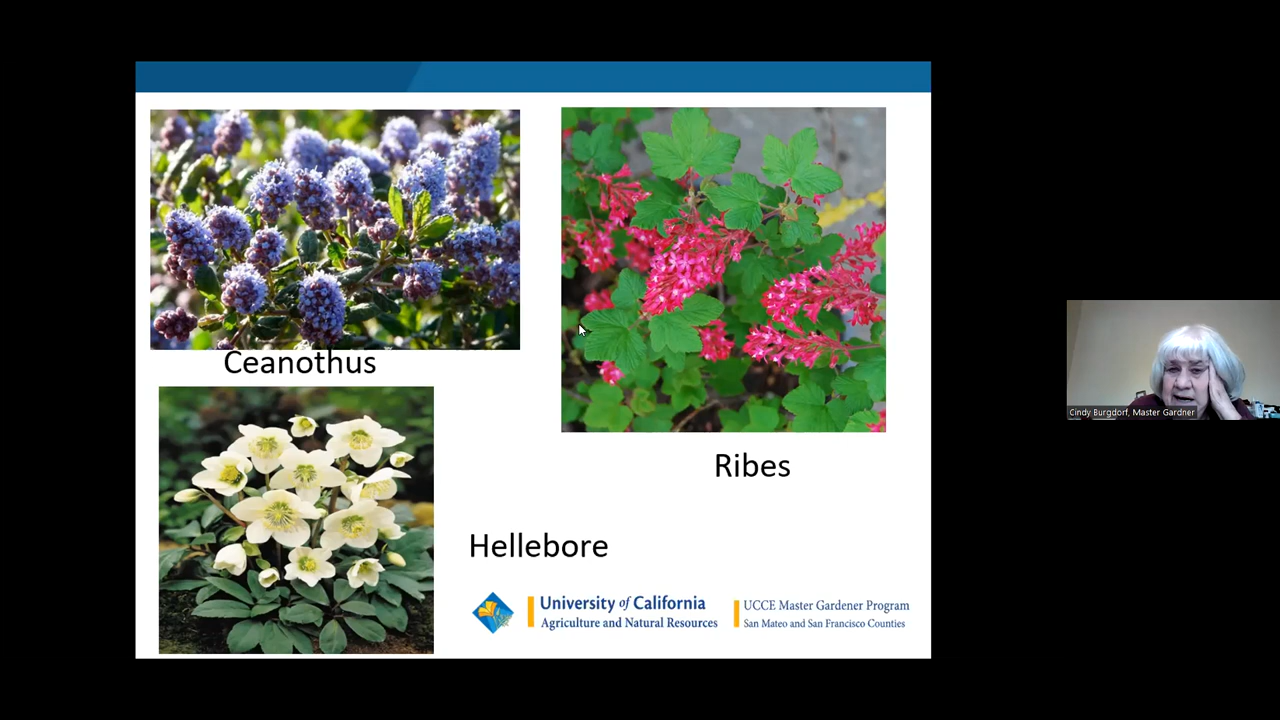 Ceanothus
Ribes
Hellebore
University of California
Agriculture and Natural Resources
UCCE Master Gardener Program
San Mateo and San Francisco Counties
Cindy Burgdorf, Master Gardner